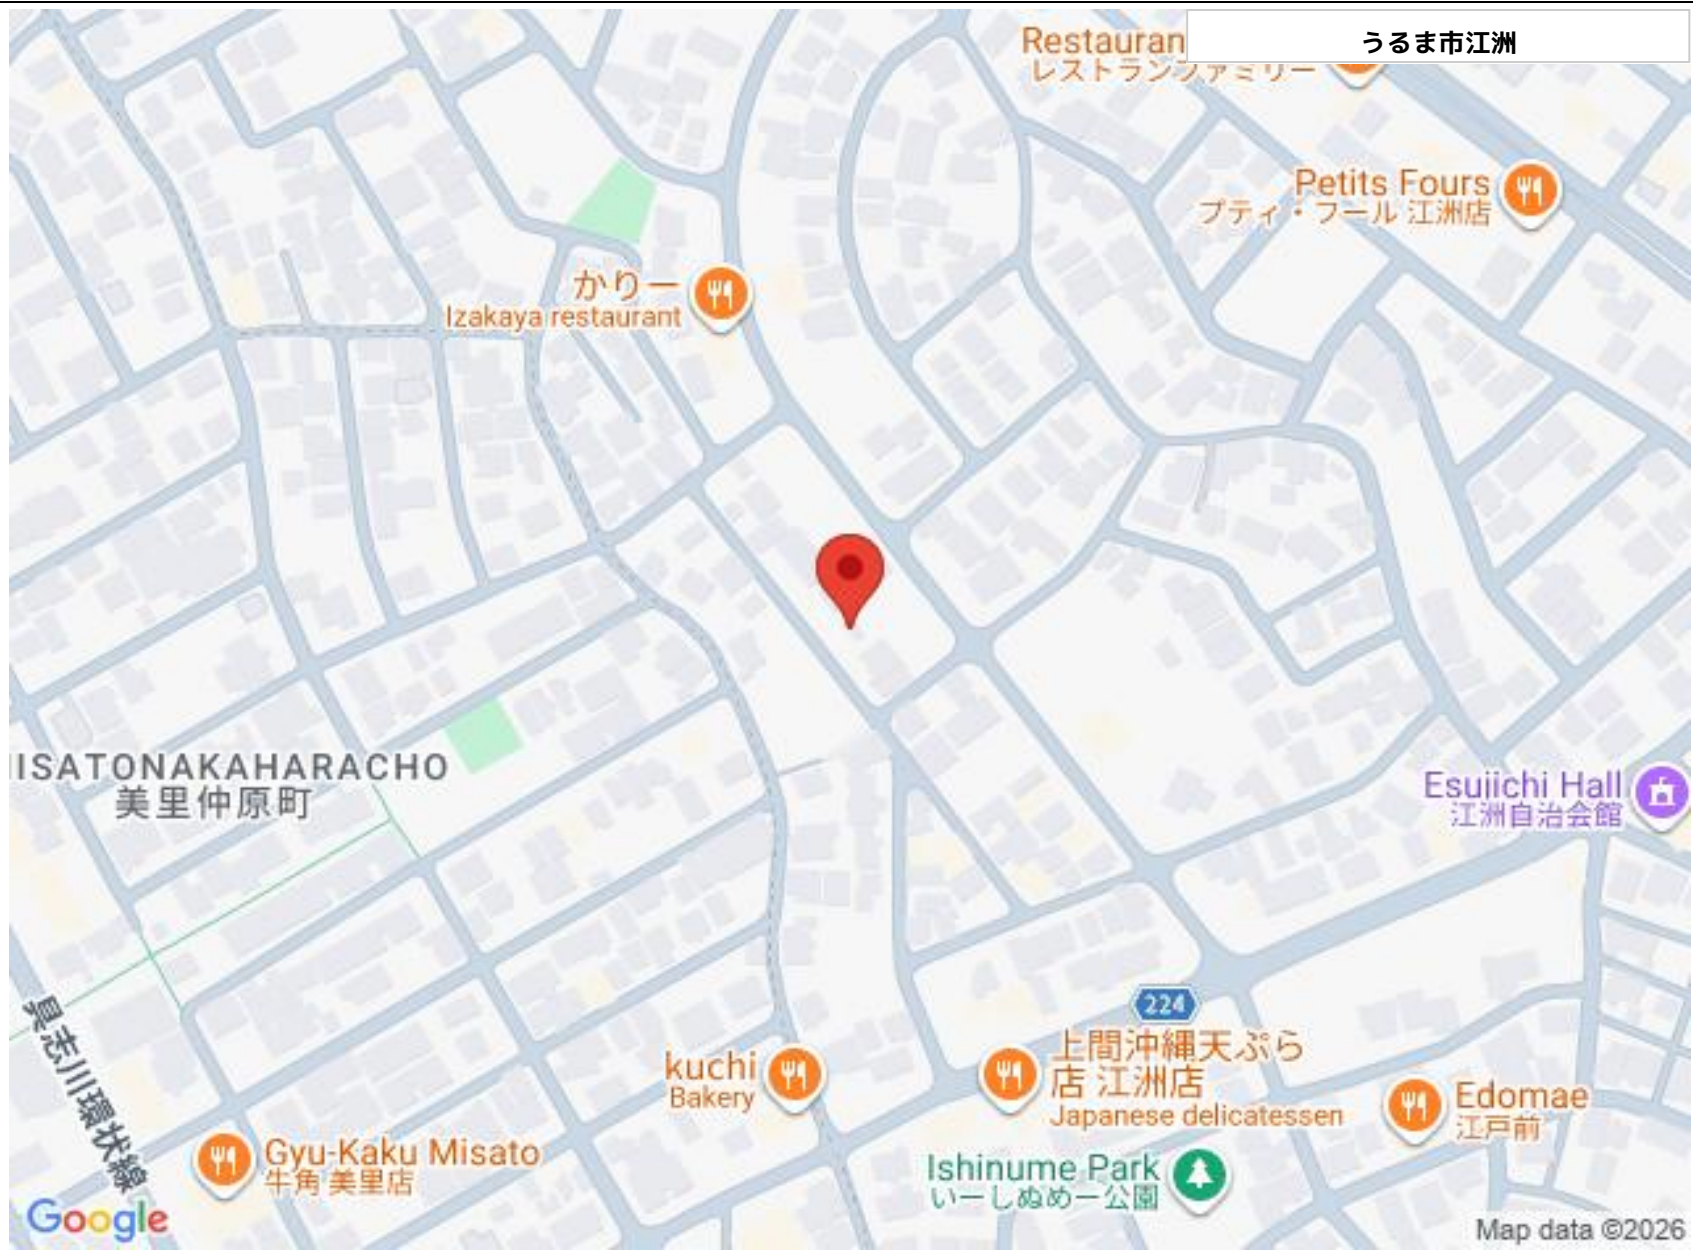 うるま市江洲
Restauran
レストランファミリー
Petits Fours
プティ・フール 江洲店
かりー
Izakaya restaurant
ISATONAKAHARACHO
美里仲原町
Esujichi Hall
江洲自治会館
具志川環状線
224
kuchi
Bakery
上間沖縄天ぷら
店 江洲店
Japanese delicatessen
Edomae
江戸前
Gyu-Kaku Misato
牛角 美里店
Ishinume Park
いーしぬめー公園
Google
Map data ©2026